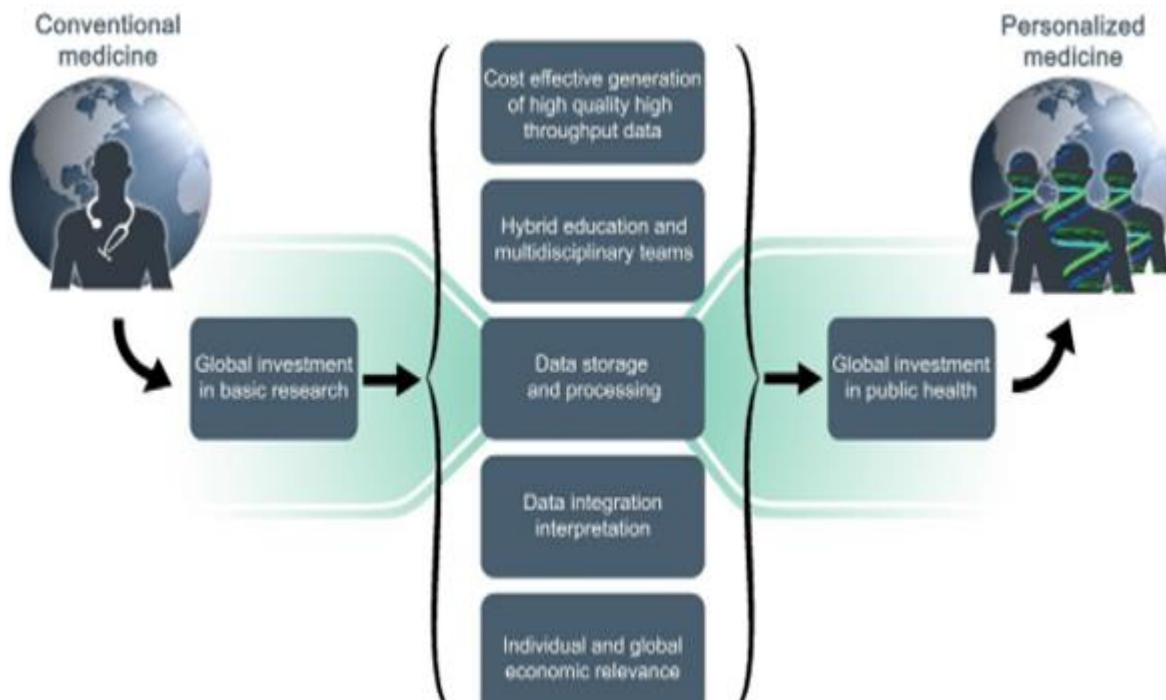 Conventional
medicine
Personalized
medicine
Cost effective generation
of high quality high
throughput data
Hybrid education and
multidisciplinary teams
Global investment
in basic research
Data storage
and processing
Global investment
in public health
Data integration
interpretation
Individual and global
economic relevance